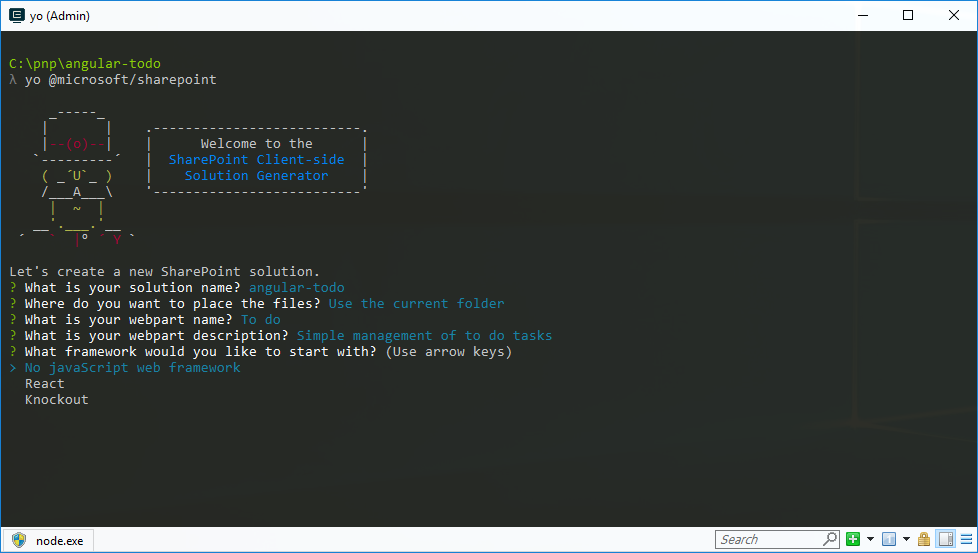 yo (Admin)
C:\pnp\angular-todo
λ yo @microsoft/sharepoint
     _-----_
    |       |    .--------------------------.
    |--(o)--|    |      Welcome to the      |
   `---------´   |  SharePoint Client-side  |
    ( _´U`_ )    |    Solution Generator    |
    /___A___\    '--------------------------'
     |  ~  |
   __'.___.'__
 ´   `  |° ´ Y `
Let's create a new SharePoint solution.
? What is your solution name? angular-todo
? Where do you want to place the files? Use the current folder
? What is your webpart name? To do
? What is your webpart description? Simple management of to do tasks
? What framework would you like to start with? (Use arrow keys)
> No javaScript web framework
  React
  Knockout
node.exe
Search